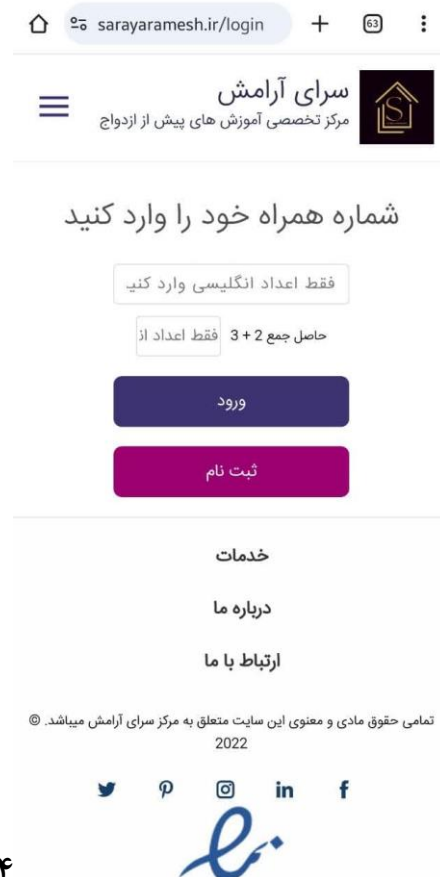 sarayaramesh.ir/login
63
سرای آرامش
مرکز تخصصی آموزش های پیش از ازدواج
S
شماره همراه خود را وارد کنید
فقط اعداد انگلیسی وارد کنی
حاصل جمع 2 + 3 فقط اعداد از
ورود
ثبت نام
خدمات
درباره ما
ارتباط با ما
تمامی حقوق مادی و معنوی این سایت متعلق به مرکز سرای آرامش میباشد. ©
2022
۴